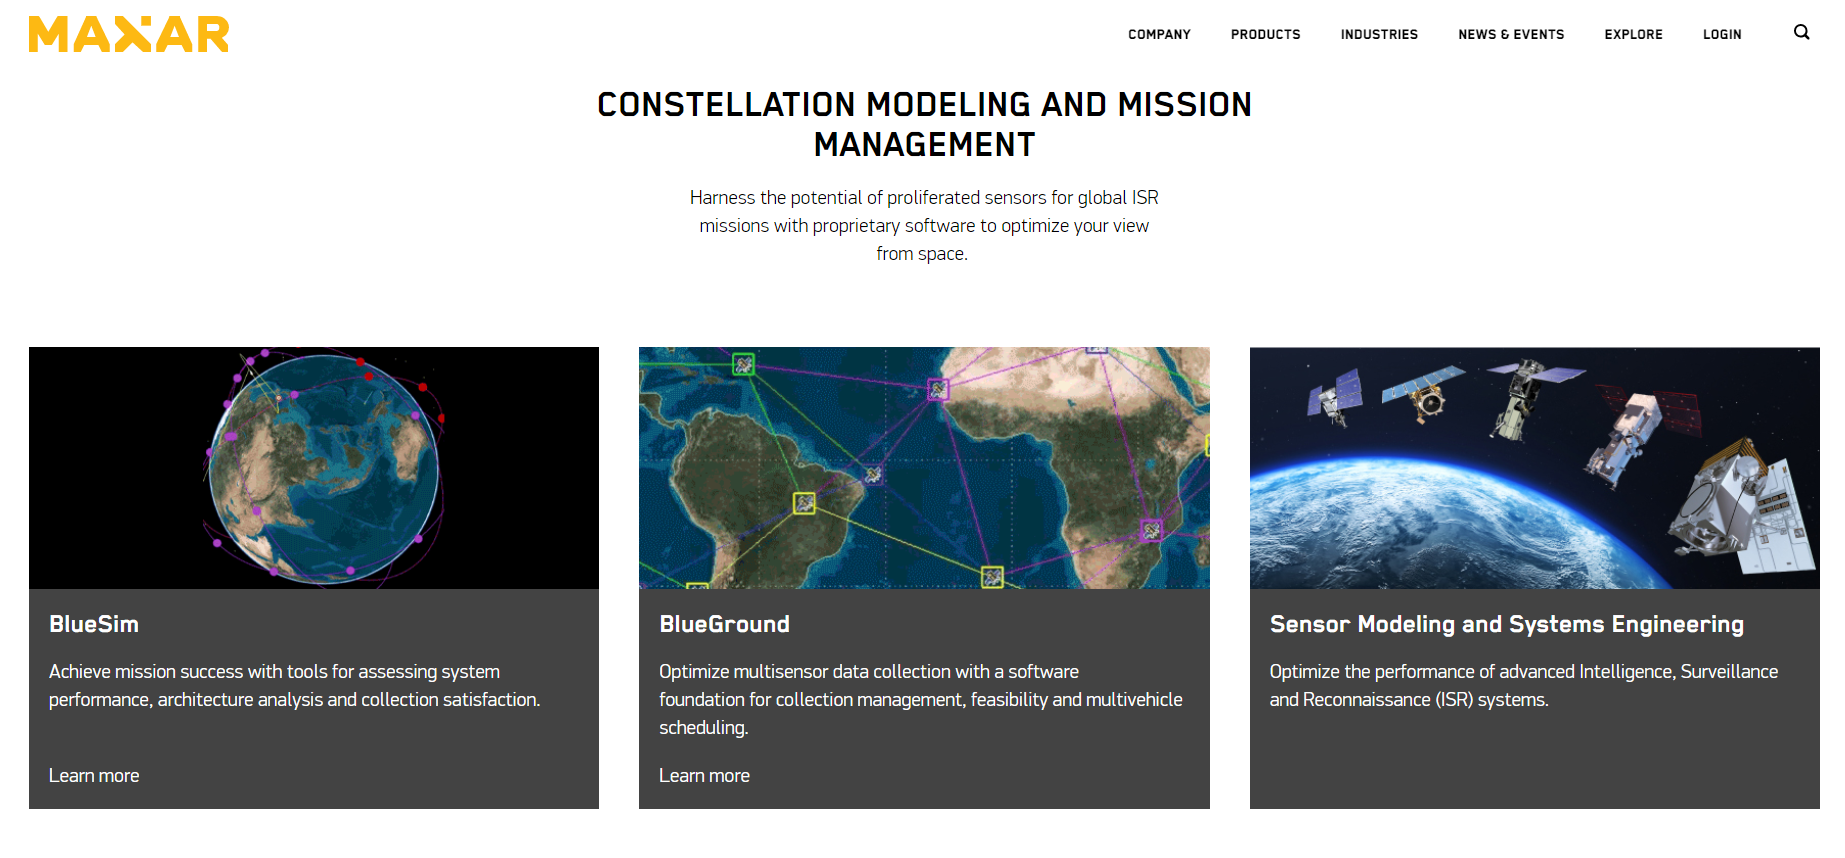 MAXAR
COMPANY
PRODUCTS
INDUSTRIES
NEWS & EVENTS
EXPLORE
LOGIN
CONSTELLATION MODELING AND MISSION
MANAGEMENT
Harness the potential of proliferated sensors for global ISR
missions with proprietary software to optimize your view
from space.
BlueSim
Achieve mission success with tools for assessing system
performance, architecture analysis and collection satisfaction.
Learn more
BlueGround
Optimize multisensor data collection with a software
foundation for collection management, feasibility and multivehicle
scheduling.
Learn more
Sensor Modeling and Systems Engineering
Optimize the performance of advanced Intelligence, Surveillance
and Reconnaissance (ISR) systems.